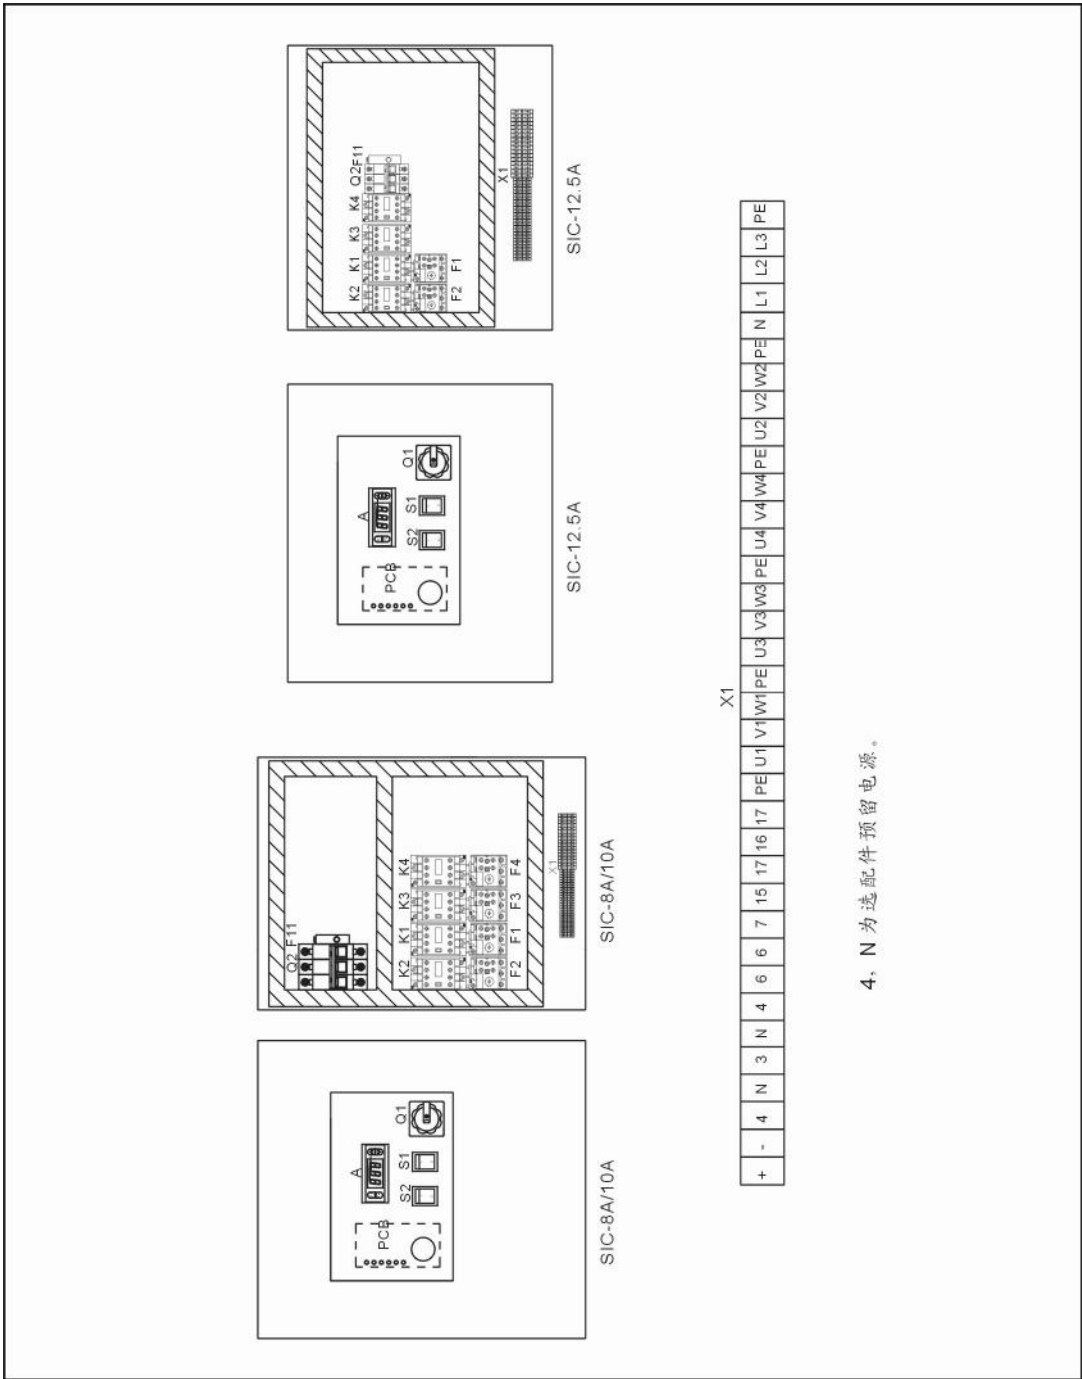 A
PCB
S2 S1 Q1
SIC-8A/10A
Q2 F11
K2 K1 K3 K4
F2 F1 F3 F4
X1
SIC-8A/10A
A
PCB
S2 S1 Q1
SIC-12.5A
K2 K1 K3 K4 Q2 F11
F2 F1
X1
SIC-12.5A
X1
+ - 4 N 3 N 4 6 6 7 15 17 16 17 PE U1 V1 W1 PE U3 V3 W3 PE U4 V4 W4 PE U2 V2 W2 PE N L1 L2 L3 PE
4，N 为选配件预留电源。